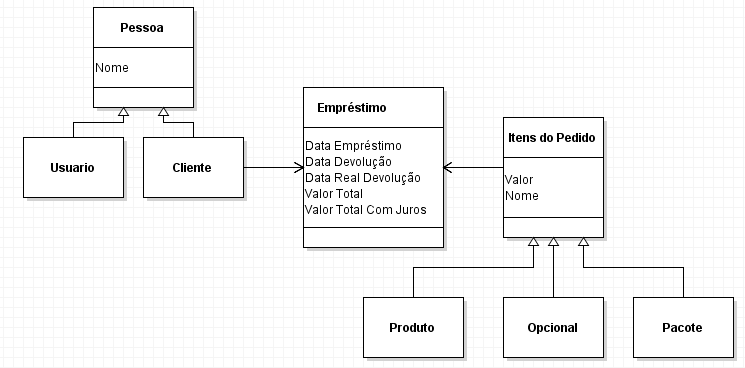 Pessoa
Nome
Usuario
Cliente
Empréstimo
Data Empréstimo
Data Devolução
Data Real Devolução
Valor Total
Valor Total Com Juros
Itens do Pedido
Valor
Nome
Produto
Opcional
Pacote